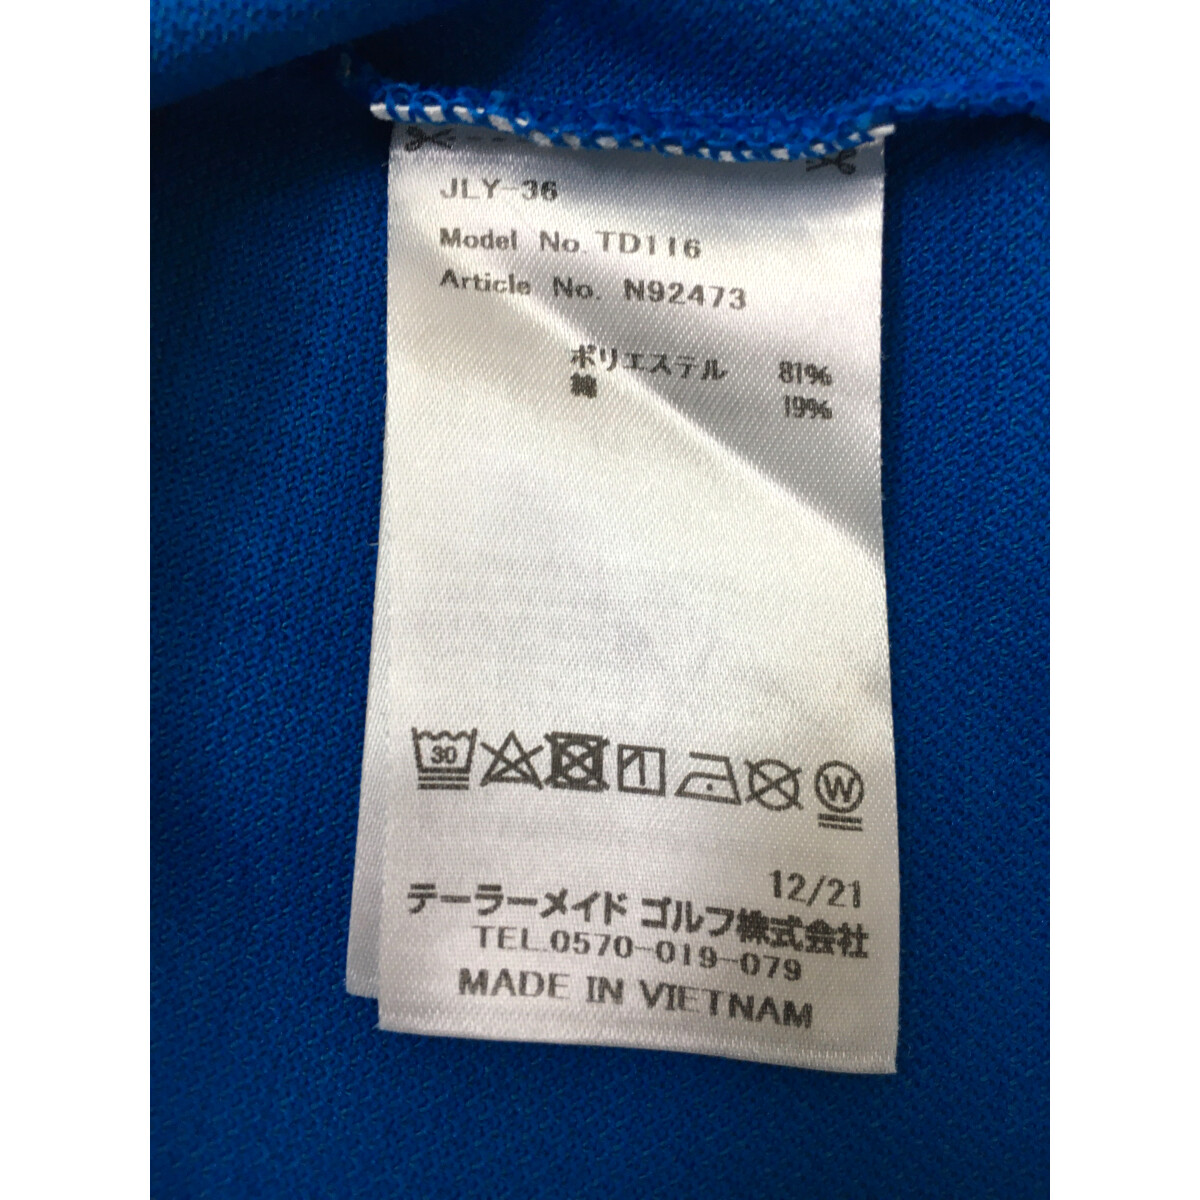 JLY-36
Model No. TD116
Article No. N92473
ポリエステル 81%
綿 19%
30 W
12/21
テーラーメイド ゴルフ株式会社
TEL.0570-019-079
MADE IN VIETNAM